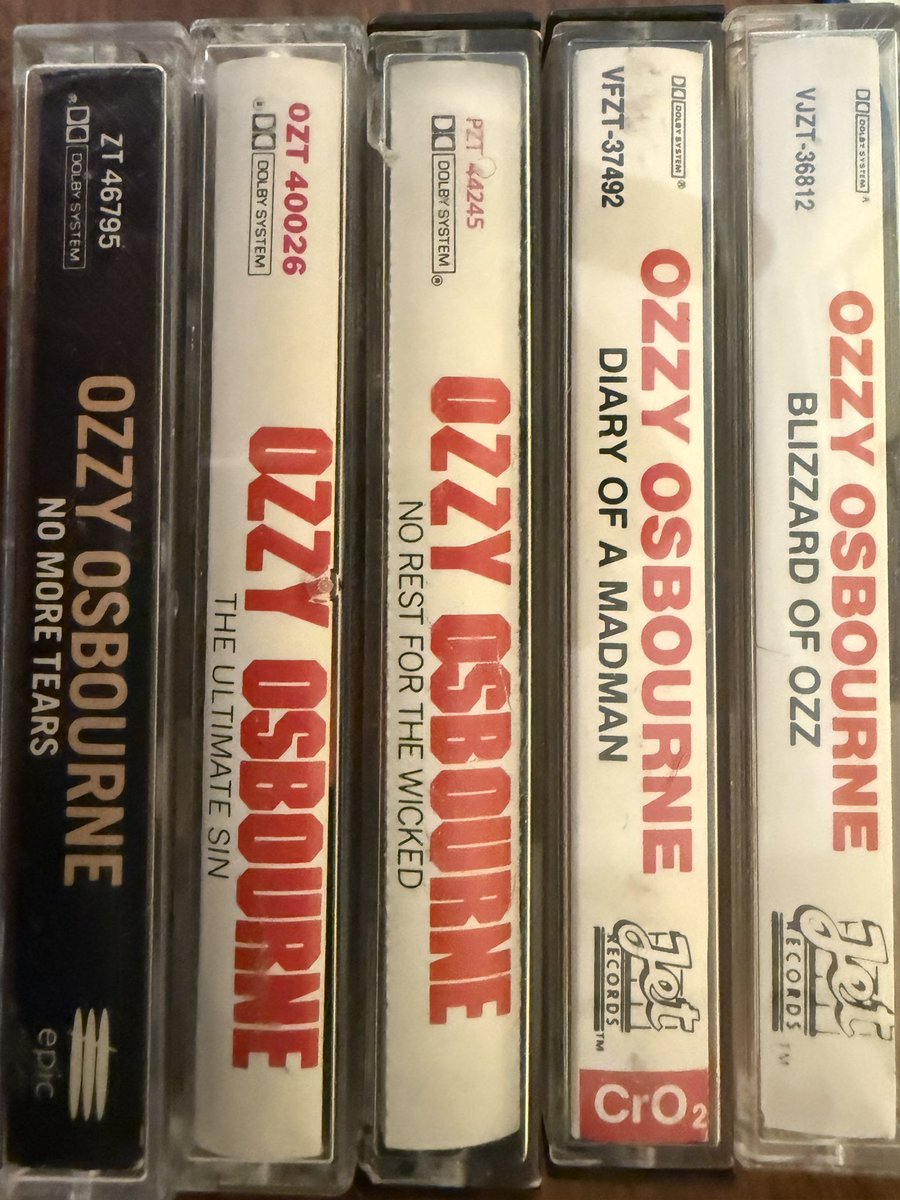 ZT 46795
DOLBY SYSTEM
OZZY OSBOURNE
NO MORE TEARS
epic
OZT 40026
DOLBY SYSTEM
OZZY OSBOURNE
THE ULTIMATE SIN
PZT 44245
DOLBY SYSTEM®
OZZY OSBOURNE
NO REST FOR THE WICKED
DOLBY SYSTEM®
VFZT-37492
OZZY OSBOURNE
DIARY OF A MADMAN
Jet
RECORDS™
CrO₂
DOLBY SYSTEM
VJZT-36812
OZZY OSBOURNE
BLIZZARD OF OZZ
Jet
RECORDS™